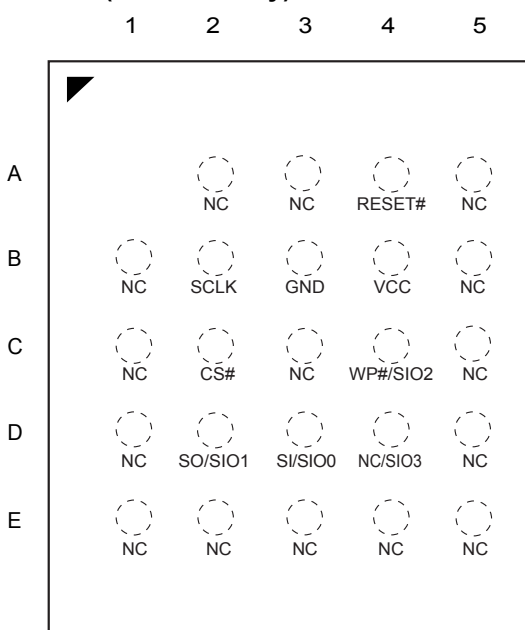 1 2 3 4 5
A
NC NC RESET# NC
B
NC SCLK GND VCC NC
C
NC CS# NC WP#/SIO2 NC
D
NC SO/SIO1 SI/SIO0 NC/SIO3 NC
E
NC NC NC NC NC